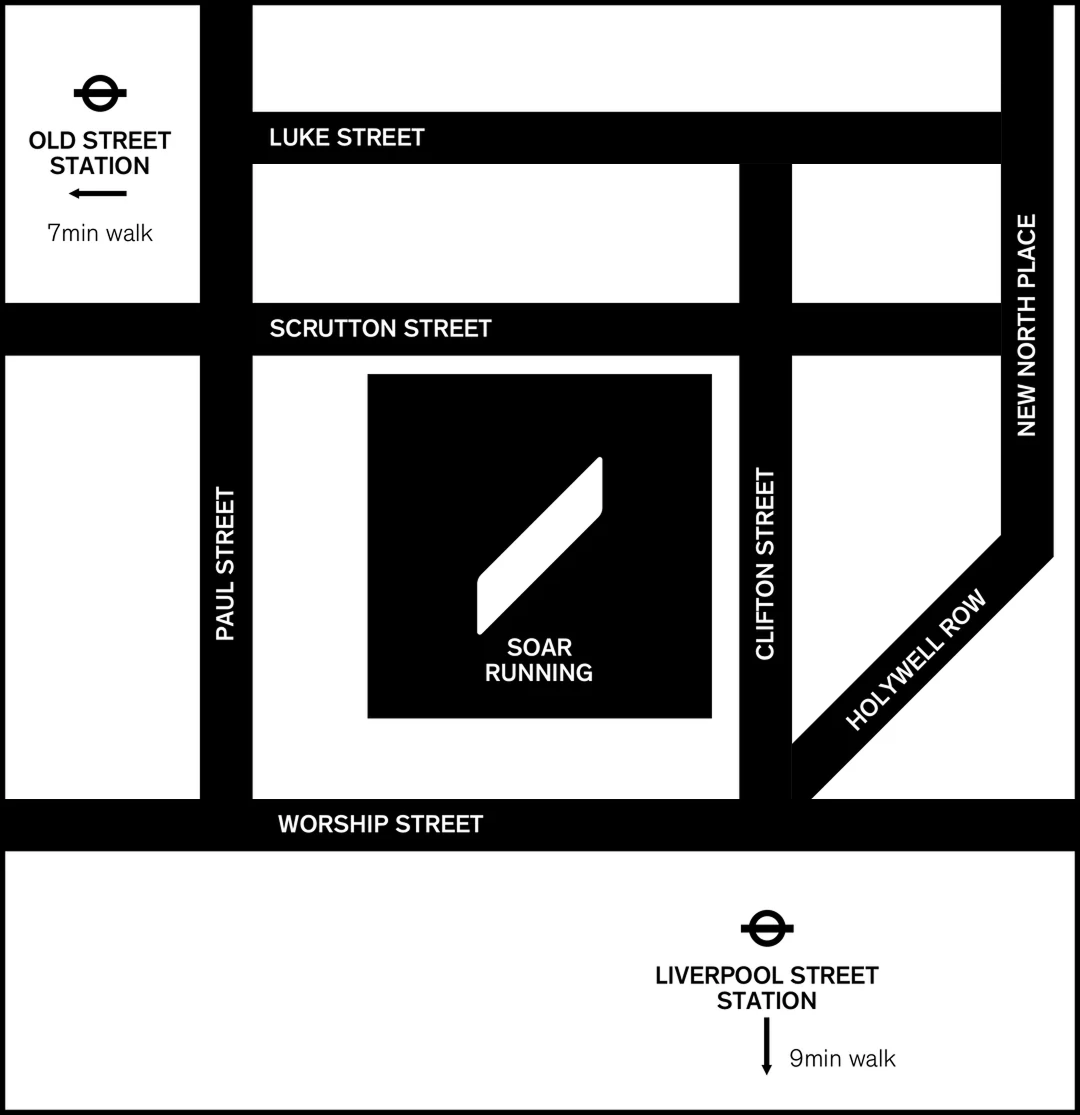 OLD STREET
STATION
7min walk
LUKE STREET
NEW NORTH PLACE
SCRUTTON STREET
PAUL STREET
CLIFTON STREET
SOAR
RUNNING
HOLYWELL ROW
WORSHIP STREET
LIVERPOOL STREET
STATION
9min walk